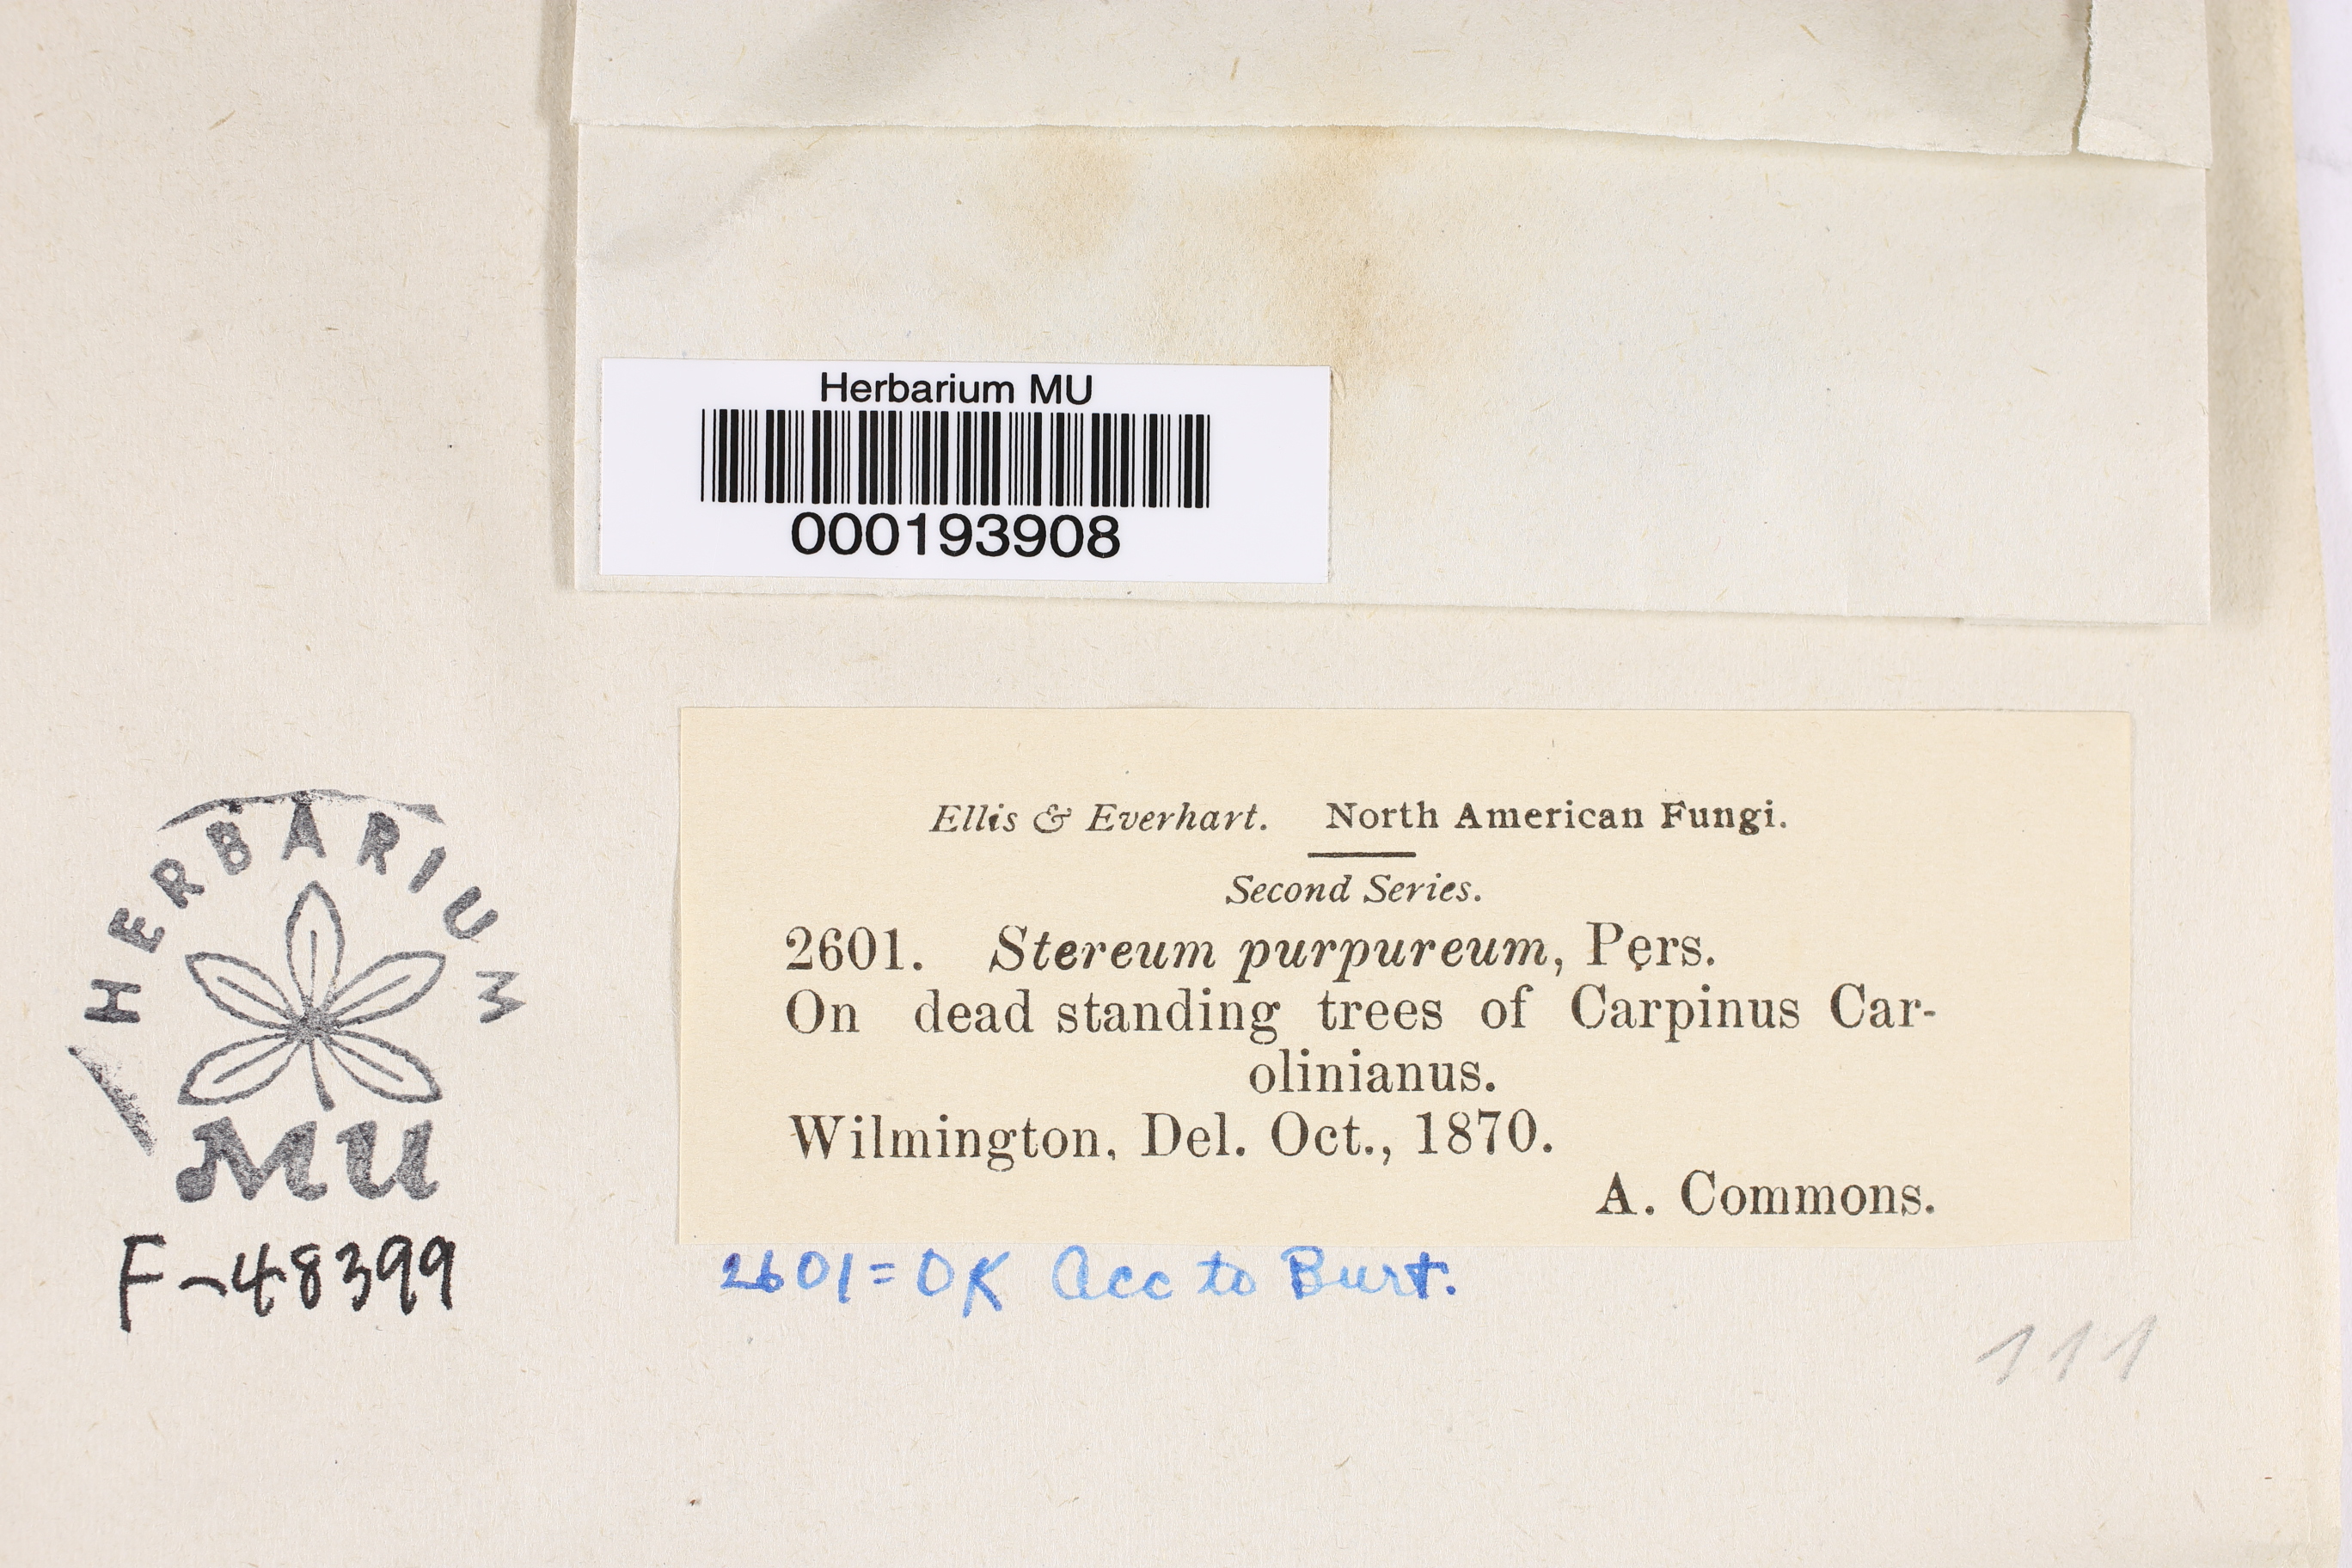 Herbarium MU
000193908
Ellis & Everhart. North American Fungi.
Second Series.
2601. Stereum purpureum, Pers.
On dead standing trees of Carpinus Car-
olinianus.
Wilmington, Del. Oct., 1870.
A. Commons.
HERBARIUM
MU
F-48399
2601=OK Acc to Burt.
111